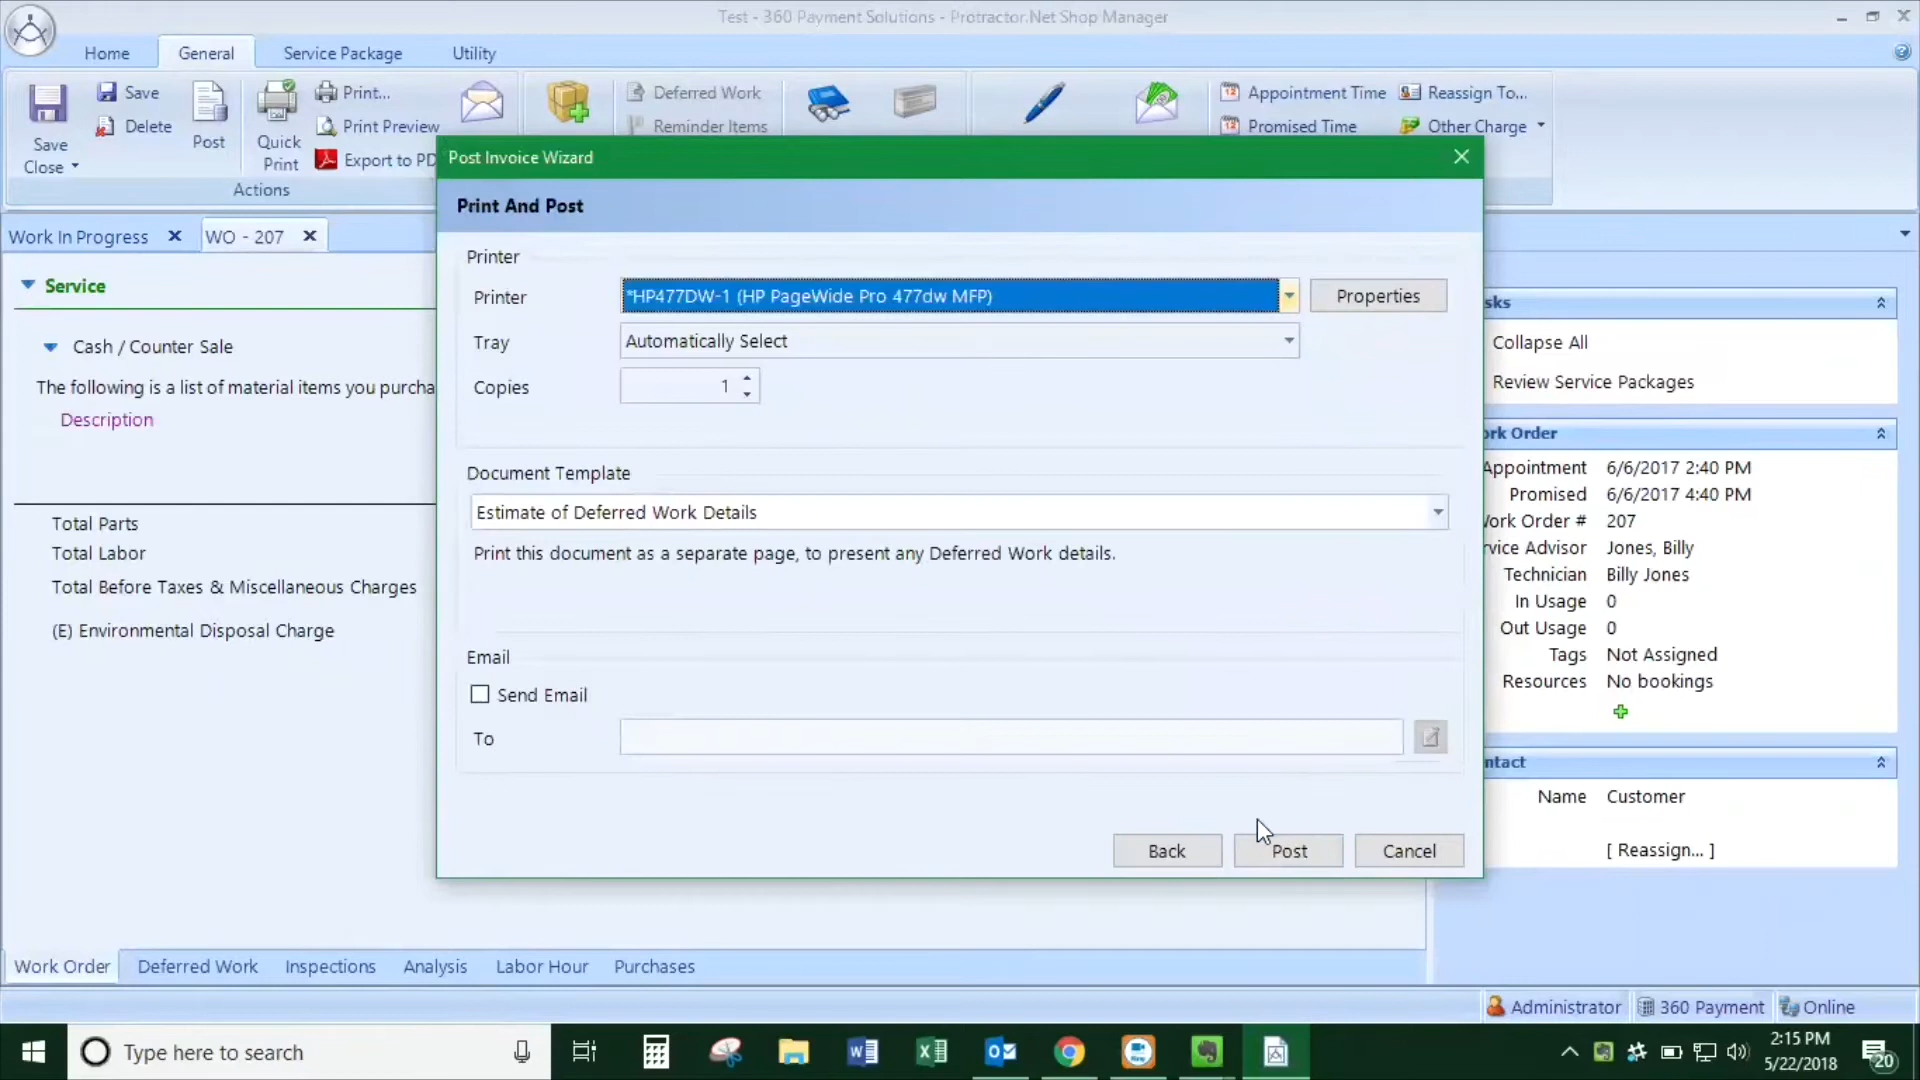 Test - 360 Payment Solutions - Protractor.Net Shop Manager
Home
General
Service Package
Utility
Save
Close
Save
Delete
Post
Quick
Print
Print...
Print Preview
Export to PD
Actions
Deferred Work
Reminder Items
Appointment Time
Promised Time
Reassign To...
Other Charge
Work In Progress
WO - 207
Service
Cash / Counter Sale
The following is a list of material items you purcha
Description
Total Parts
Total Labor
Total Before Taxes & Miscellaneous Charges
(E) Environmental Disposal Charge
Post Invoice Wizard
Print And Post
Printer
Printer
*HP477DW-1 (HP PageWide Pro 477dw MFP)
Properties
Tray
Automatically Select
Copies
1
Document Template
Estimate of Deferred Work Details
Print this document as a separate page, to present any Deferred Work details.
Email
Send Email
To
Back
Post
Cancel
sks
Collapse All
Review Service Packages
ork Order
Appointment 6/6/2017 2:40 PM
Promised 6/6/2017 4:40 PM
Work Order # 207
rvice Advisor Jones, Billy
Technician Billy Jones
In Usage 0
Out Usage 0
Tags Not Assigned
Resources No bookings
ntact
Name Customer
[ Reassign... ]
Work Order
Deferred Work
Inspections
Analysis
Labor Hour
Purchases
Administrator
360 Payment
Online
Type here to search
2:15 PM
5/22/2018
20